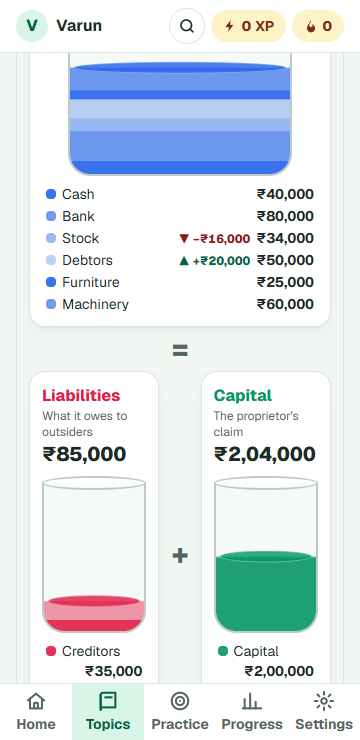 V Varun 0 XP 0
Cash ₹40,000
Bank ₹80,000
Stock ▼ −₹16,000 ₹34,000
Debtors ▲ +₹20,000 ₹50,000
Furniture ₹25,000
Machinery ₹60,000
=
Liabilities
What it owes to
outsiders
₹85,000
+
Creditors
₹35,000
Capital
The proprietor's
claim
₹2,04,000
Capital
₹2,00,000
Home Topics Practice Progress Settings